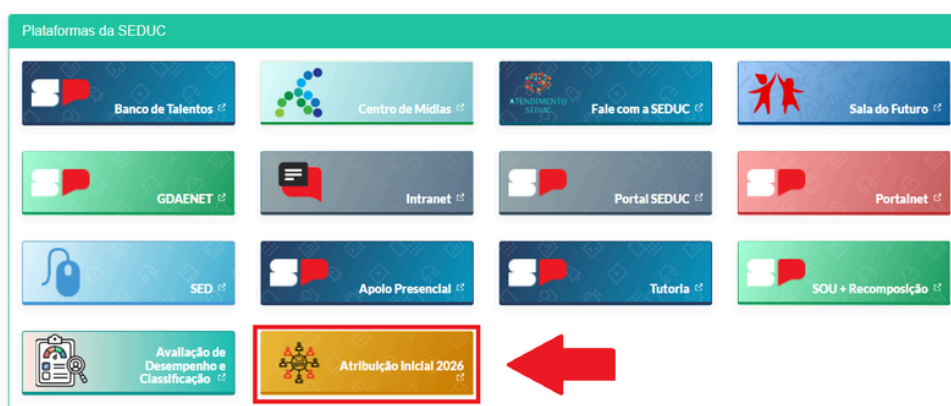 Plataformas da SEDUC
Banco de Talentos
Centro de Mídias
ATENDIMENTO
SEDUC
Fale com a SEDUC
Sala do Futuro
GDAENET
Intranet
Portal SEDUC
Portalnet
SED
Apoio Presencial
Tutoria
SOU + Recomposição
Avaliação de
Desempenho e
Classificação
Atribuição Inicial 2026